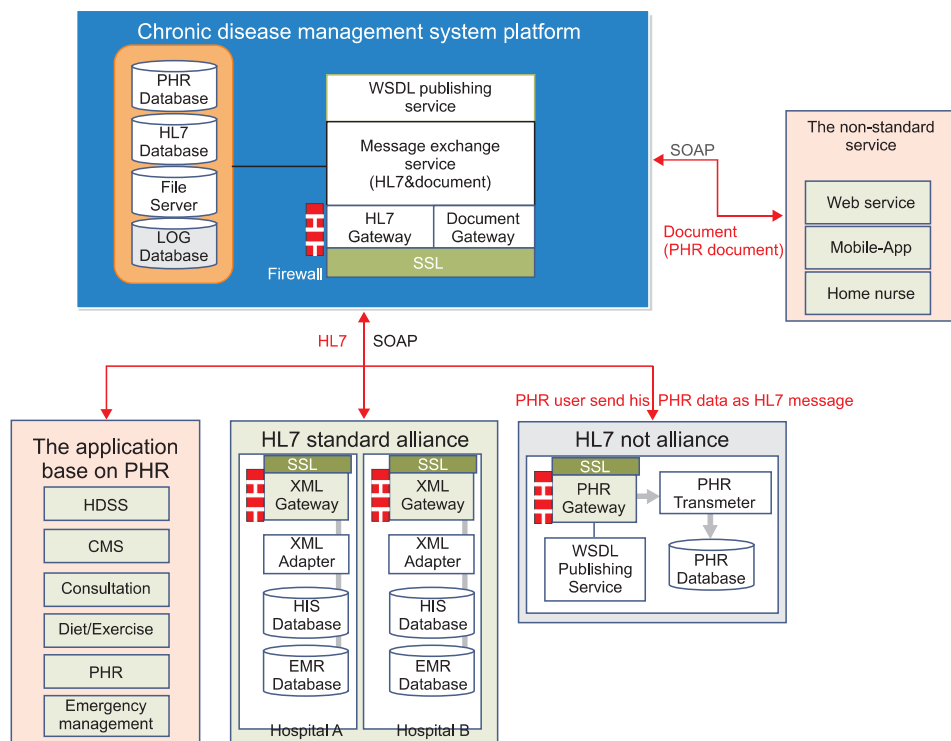 Chronic disease management system platform
PHR
Database
HL7
Database
File
Server
LOG
Database
WSDL publishing
service
Message exchange
service
(HL7&document)
HL7
Gateway
Document
Gateway
SSL
Firewall
SOAP
Document
(PHR document)
The non-standard
service
Web service
Mobile-App
Home nurse
HL7
SOAP
PHR user send his PHR data as HL7 message
The application
base on PHR
HDSS
CMS
Consultation
Diet/Exercise
PHR
Emergency
management
HL7 standard alliance
SSL
XML
Gateway
XML
Adapter
HIS
Database
EMR
Database
Hospital A
SSL
XML
Gateway
XML
Adapter
HIS
Database
EMR
Database
Hospital B
HL7 not alliance
SSL
PHR
Gateway
PHR
Transmeter
WSDL
Publishing
Service
PHR
Database